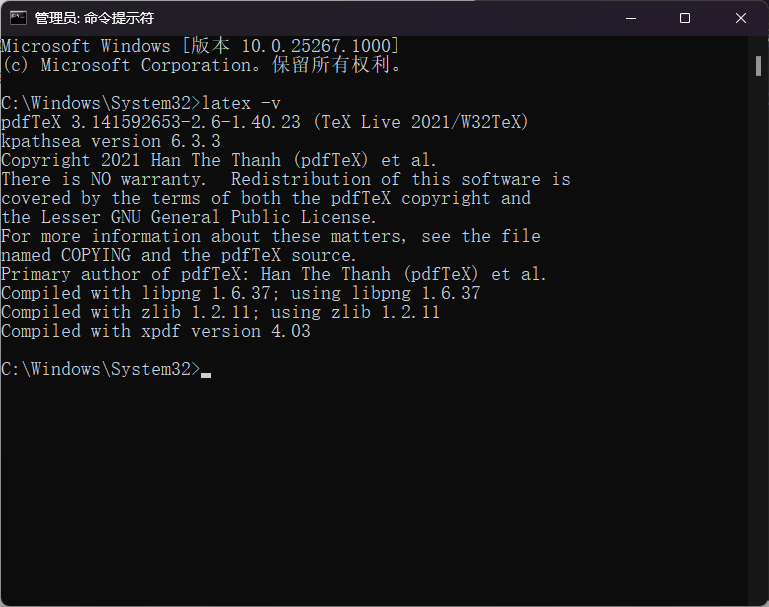 管理员: 命令提示符
Microsoft Windows [版本 10.0.25267.1000]
(c) Microsoft Corporation。保留所有权利。
C:\Windows\System32>latex -v
pdfTeX 3.141592653-2.6-1.40.23 (TeX Live 2021/W32TeX)
kpathsea version 6.3.3
Copyright 2021 Han The Thanh (pdfTeX) et al.
There is NO warranty.  Redistribution of this software is
covered by the terms of both the pdfTeX copyright and
the Lesser GNU General Public License.
For more information about these matters, see the file
named COPYING and the pdfTeX source.
Primary author of pdfTeX: Han The Thanh (pdfTeX) et al.
Compiled with libpng 1.6.37; using libpng 1.6.37
Compiled with zlib 1.2.11; using zlib 1.2.11
Compiled with xpdf version 4.03
C:\Windows\System32>